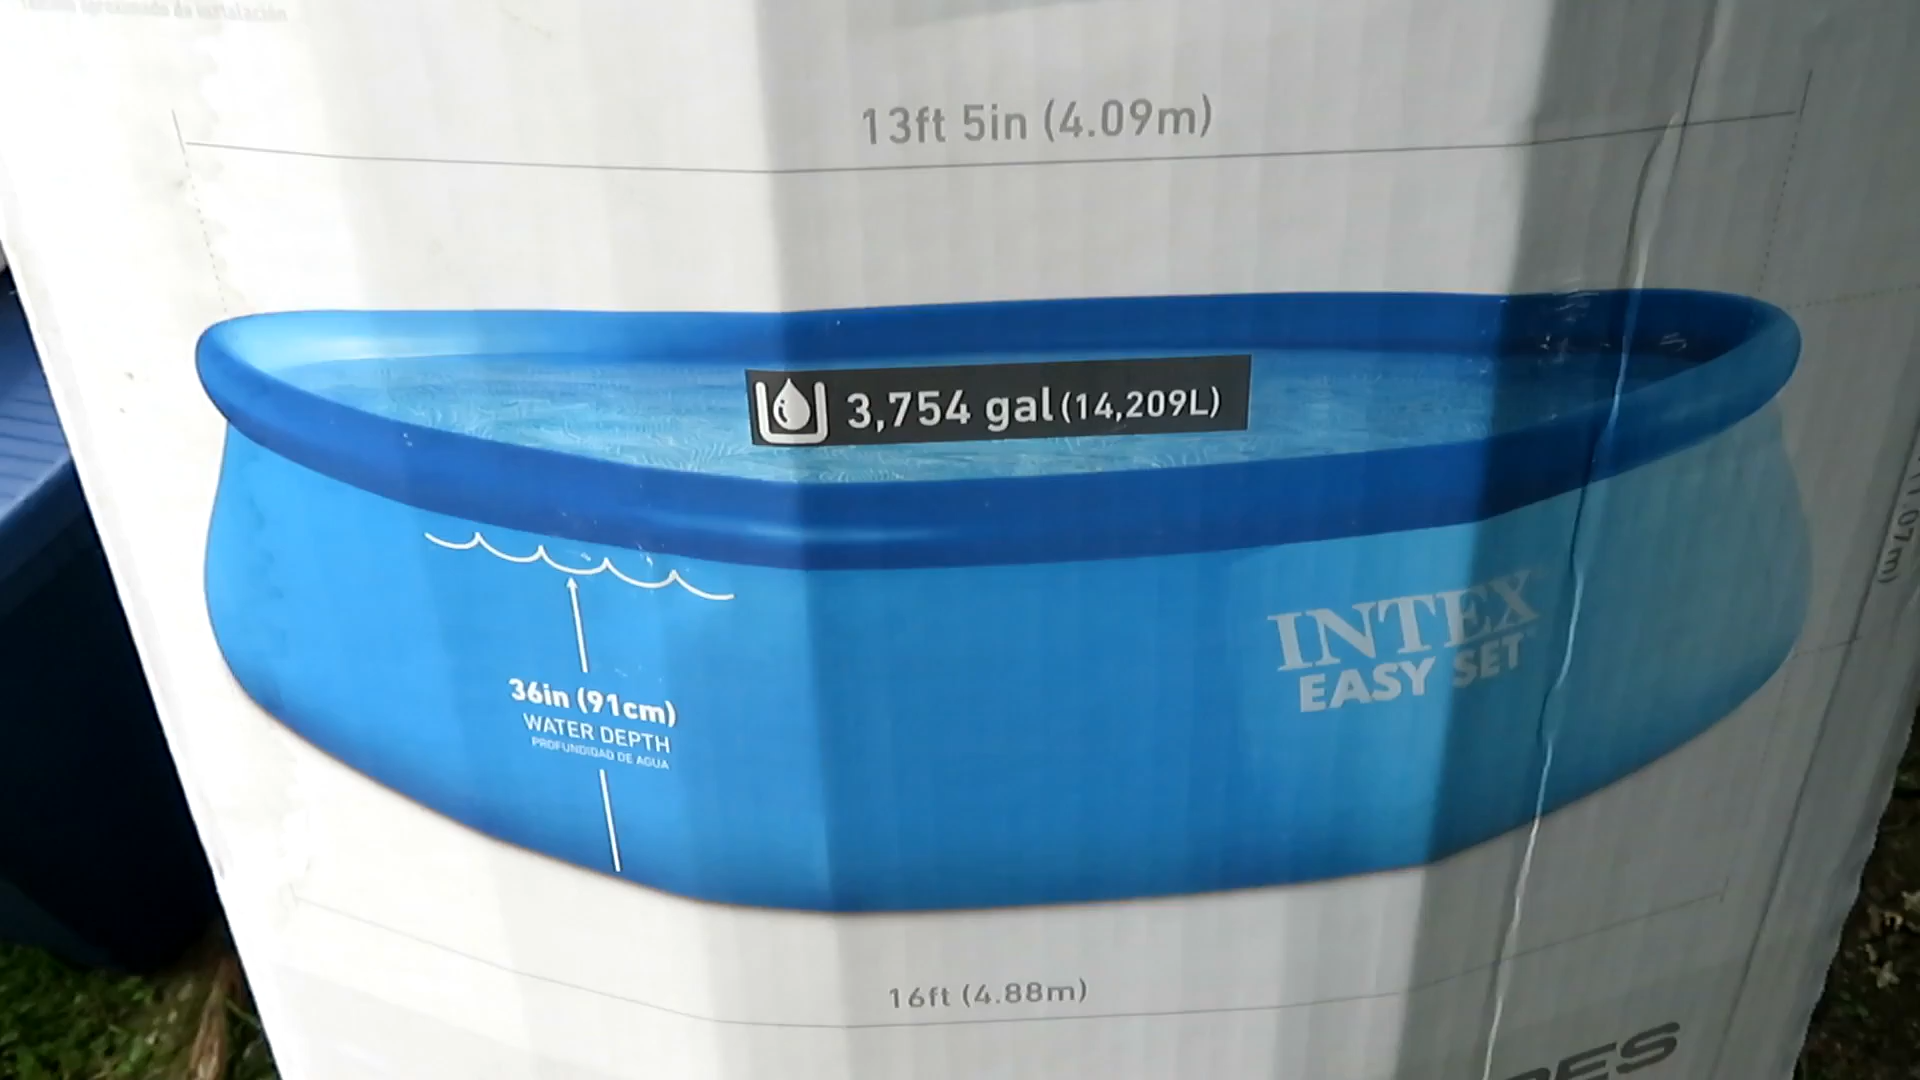 13ft 5in (4.09m)
3,754 gal (14,209L)
INTEX
EASY SET
36in (91cm)
WATER DEPTH
PROFUNDIDAD DE AGUA
16ft (4.88m)